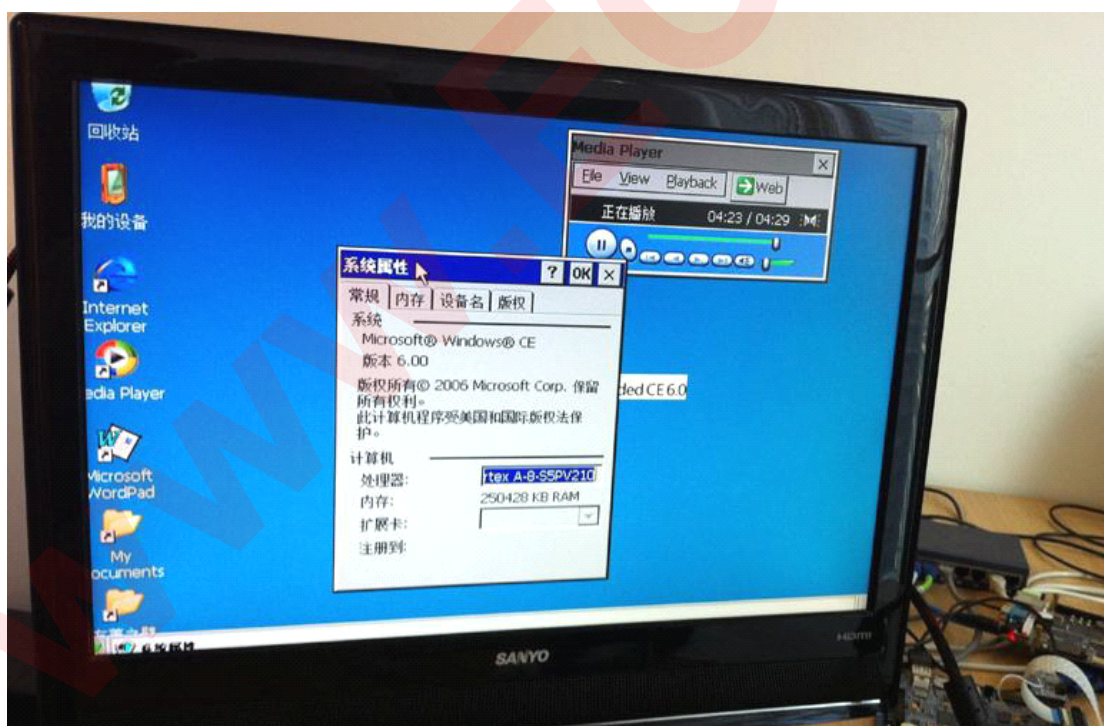 回收站
我的设备
Internet
Explorer
edia Player
Microsoft
WordPad
My
ocuments
Media Player
File View Playback Web
正在播放 04:23 / 04:29
系统属性 ? OK ×
常规 内存 设备名 版权
系统
Microsoft® Windows® CE
版本 6.00
版权所有© 2006 Microsoft Corp. 保留
所有权利。
此计算机程序受美国和国际版权法保
护。
计算机
处理器: rtex A-8-S5PV210
内存: 250428 KB RAM
扩展卡:
注册到:
ded CE 6.0
系统属性
SANYO
HDMI